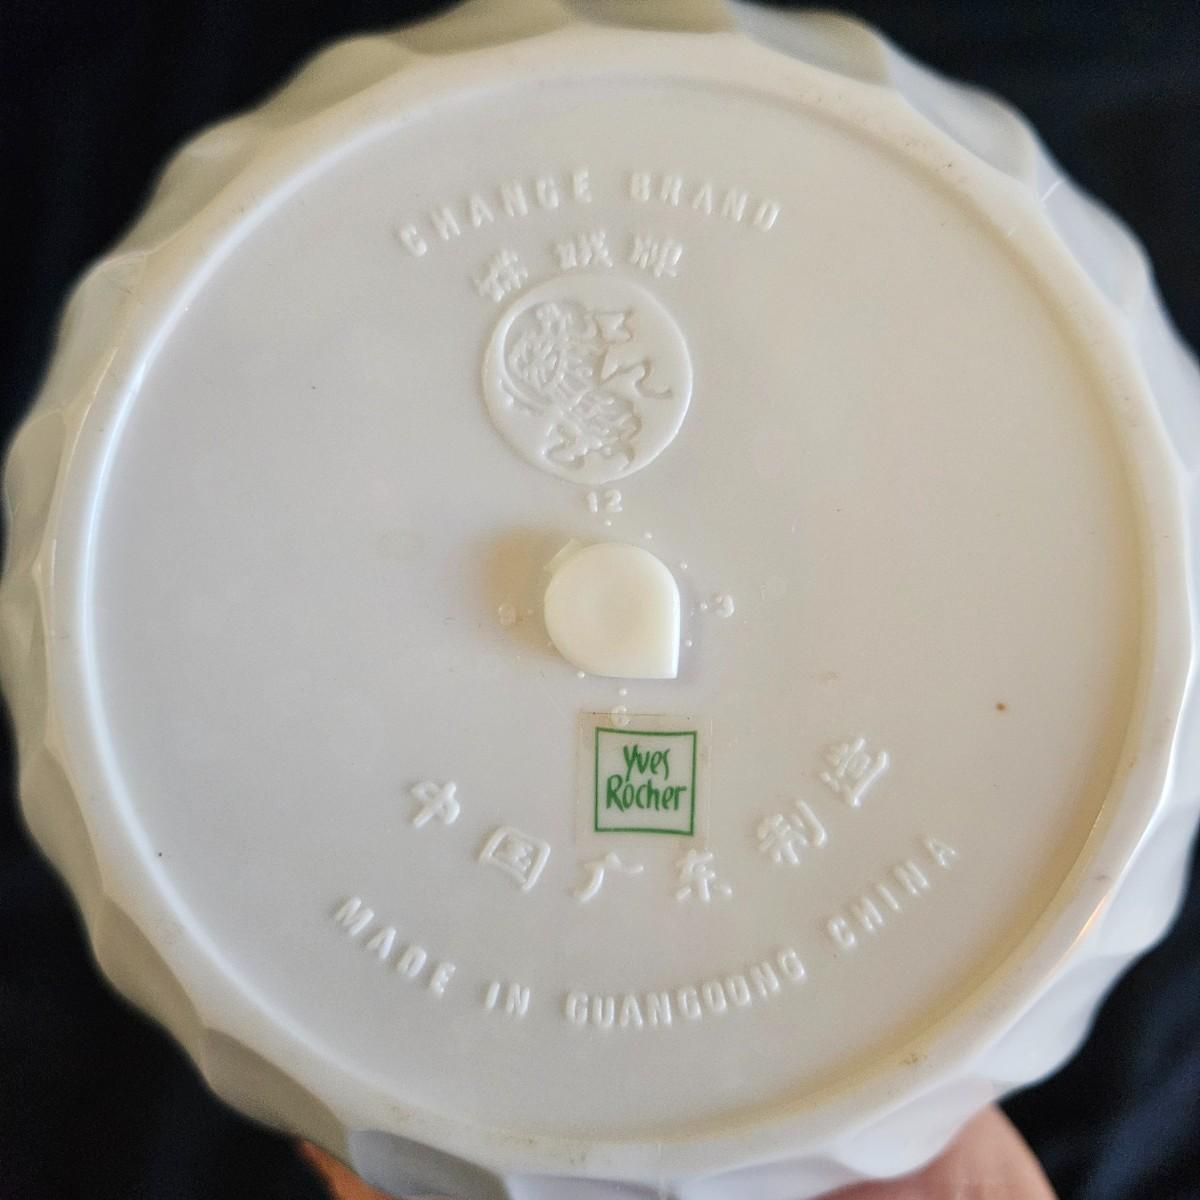 CHANGE BRAND
嫦娥牌
12
9
3
6
Yves
Rocher
中国广东制造
MADE IN GUANGDONG CHINA